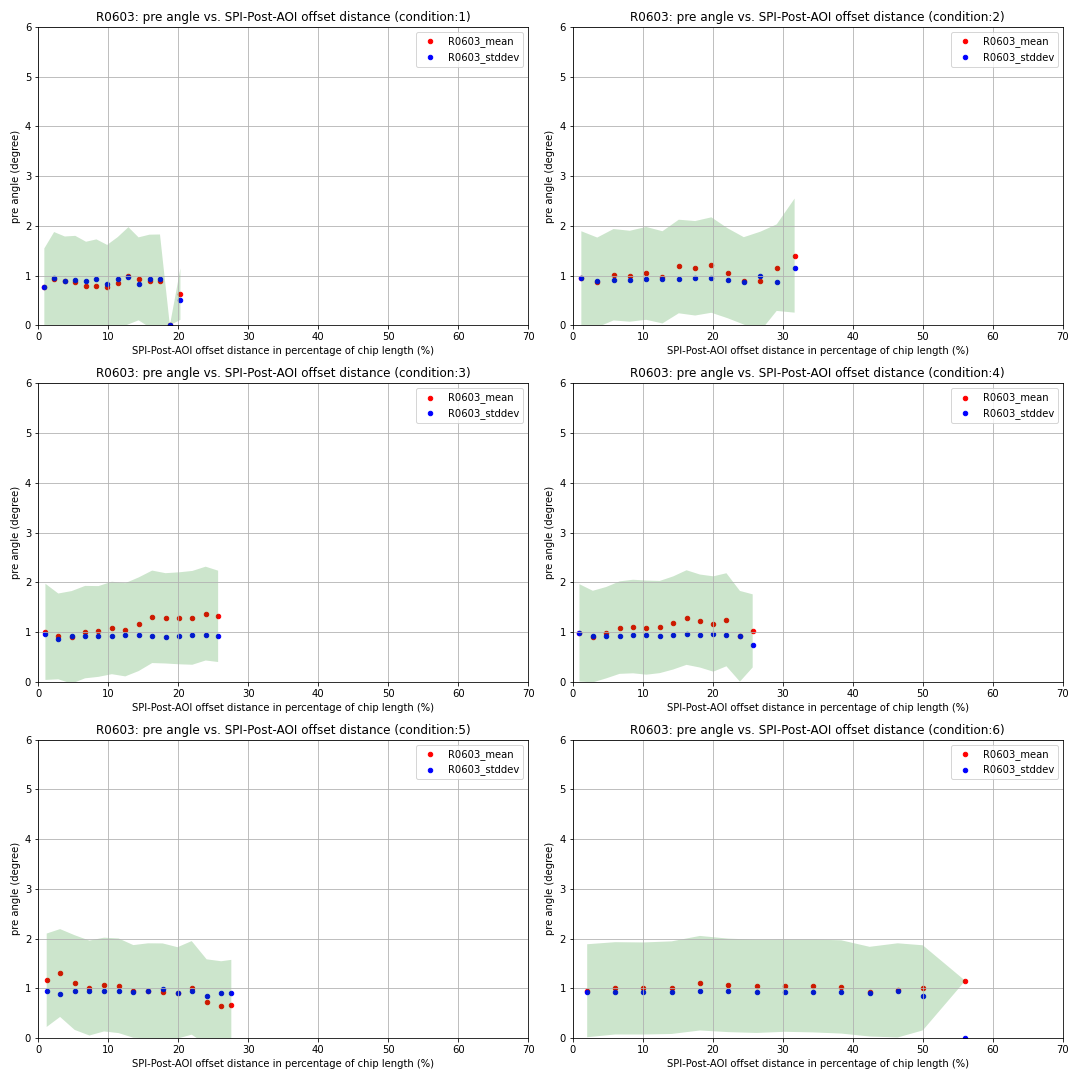 R0603: pre angle vs. SPI-Post-AOI offset distance (condition:1)
R0603_mean
R0603_stddev
pre angle (degree)
6
5
4
3
2
1
0
0 10 20 30 40 50 60 70
SPI-Post-AOI offset distance in percentage of chip length (%)
R0603: pre angle vs. SPI-Post-AOI offset distance (condition:2)
R0603_mean
R0603_stddev
pre angle (degree)
6
5
4
3
2
1
0
0 10 20 30 40 50 60 70
SPI-Post-AOI offset distance in percentage of chip length (%)
R0603: pre angle vs. SPI-Post-AOI offset distance (condition:3)
R0603_mean
R0603_stddev
pre angle (degree)
6
5
4
3
2
1
0
0 10 20 30 40 50 60 70
SPI-Post-AOI offset distance in percentage of chip length (%)
R0603: pre angle vs. SPI-Post-AOI offset distance (condition:4)
R0603_mean
R0603_stddev
pre angle (degree)
6
5
4
3
2
1
0
0 10 20 30 40 50 60 70
SPI-Post-AOI offset distance in percentage of chip length (%)
R0603: pre angle vs. SPI-Post-AOI offset distance (condition:5)
R0603_mean
R0603_stddev
pre angle (degree)
6
5
4
3
2
1
0
0 10 20 30 40 50 60 70
SPI-Post-AOI offset distance in percentage of chip length (%)
R0603: pre angle vs. SPI-Post-AOI offset distance (condition:6)
R0603_mean
R0603_stddev
pre angle (degree)
6
5
4
3
2
1
0
0 10 20 30 40 50 60 70
SPI-Post-AOI offset distance in percentage of chip length (%)